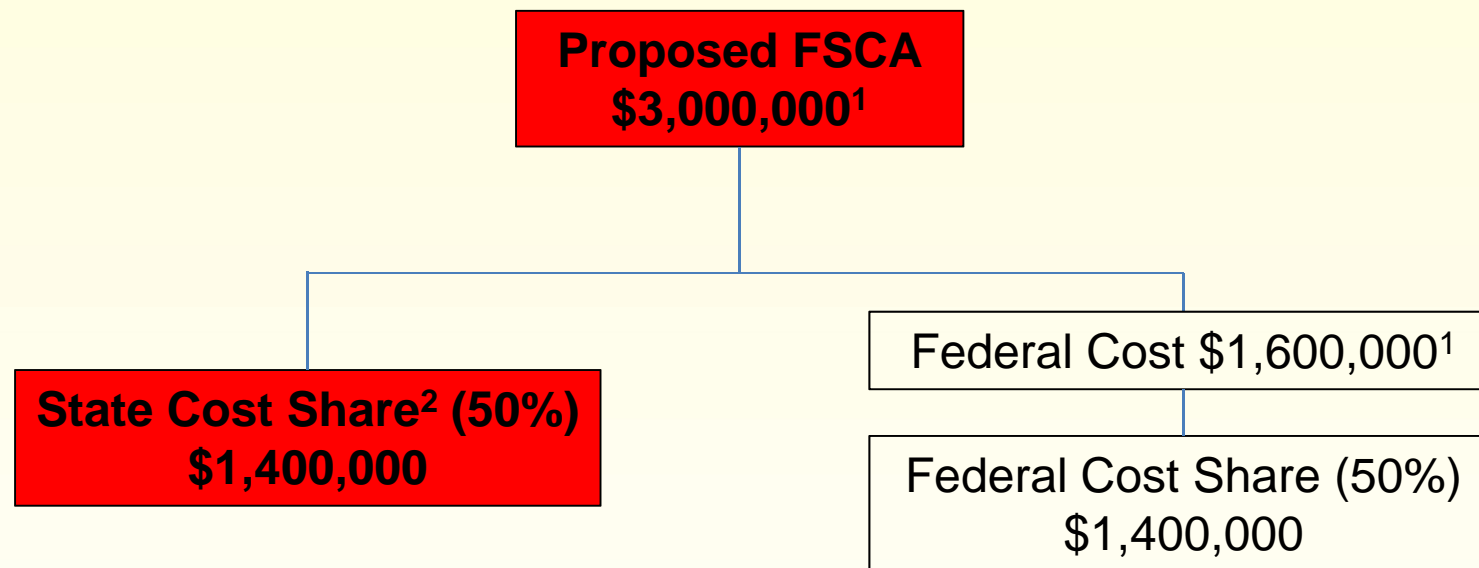 Proposed FSCA
$3,000,000¹
Federal Cost $1,600,000¹
State Cost Share² (50%)
$1,400,000
Federal Cost Share (50%)
$1,400,000